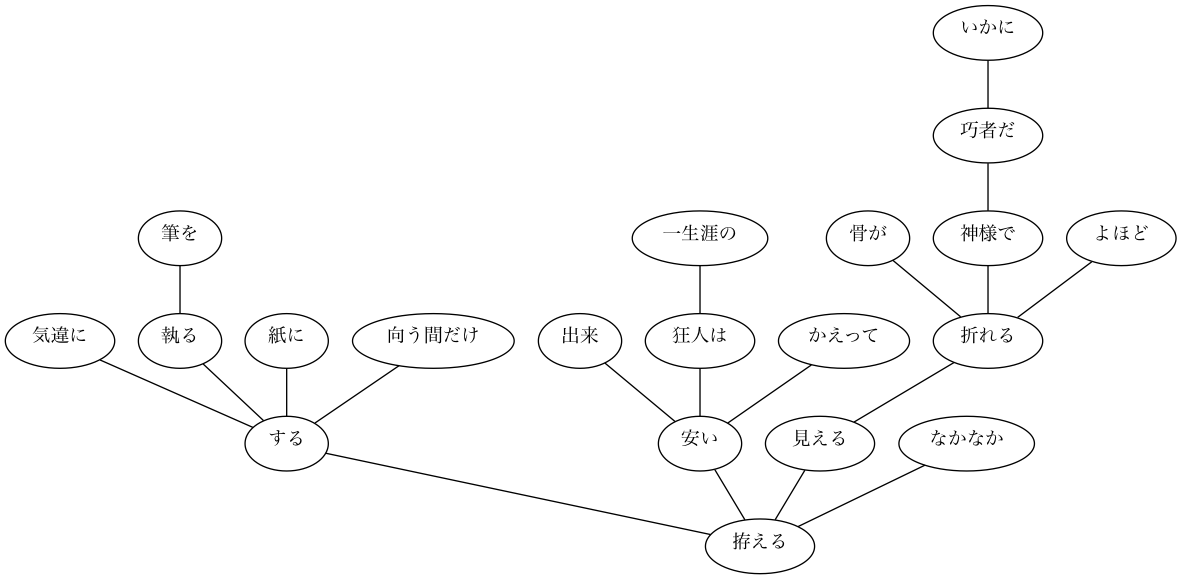 いかに
巧者だ
筆を
一生涯の
骨が
神様で
よほど
気違に
執る
紙に
向う間だけ
出来
狂人は
かえって
折れる
する
安い
見える
なかなか
拵える